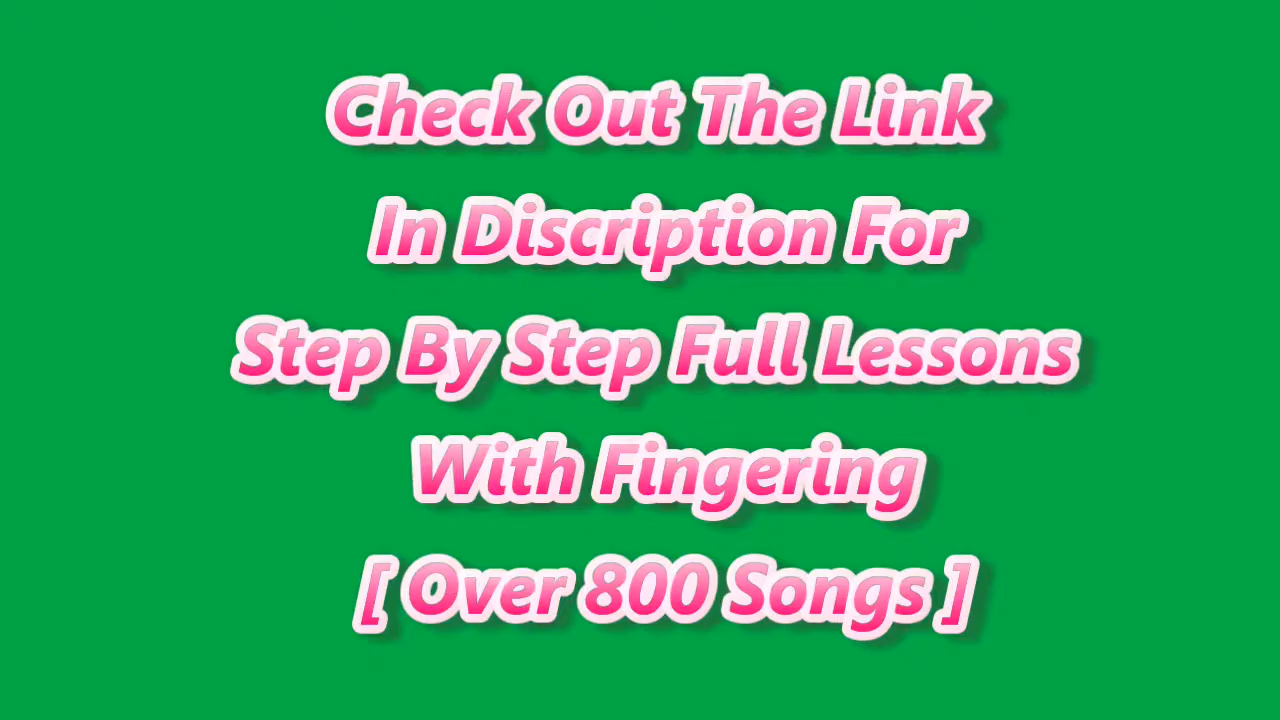 Check Out The Link
In Discription For
Step By Step Full Lessons
With Fingering
[ Over 800 Songs ]